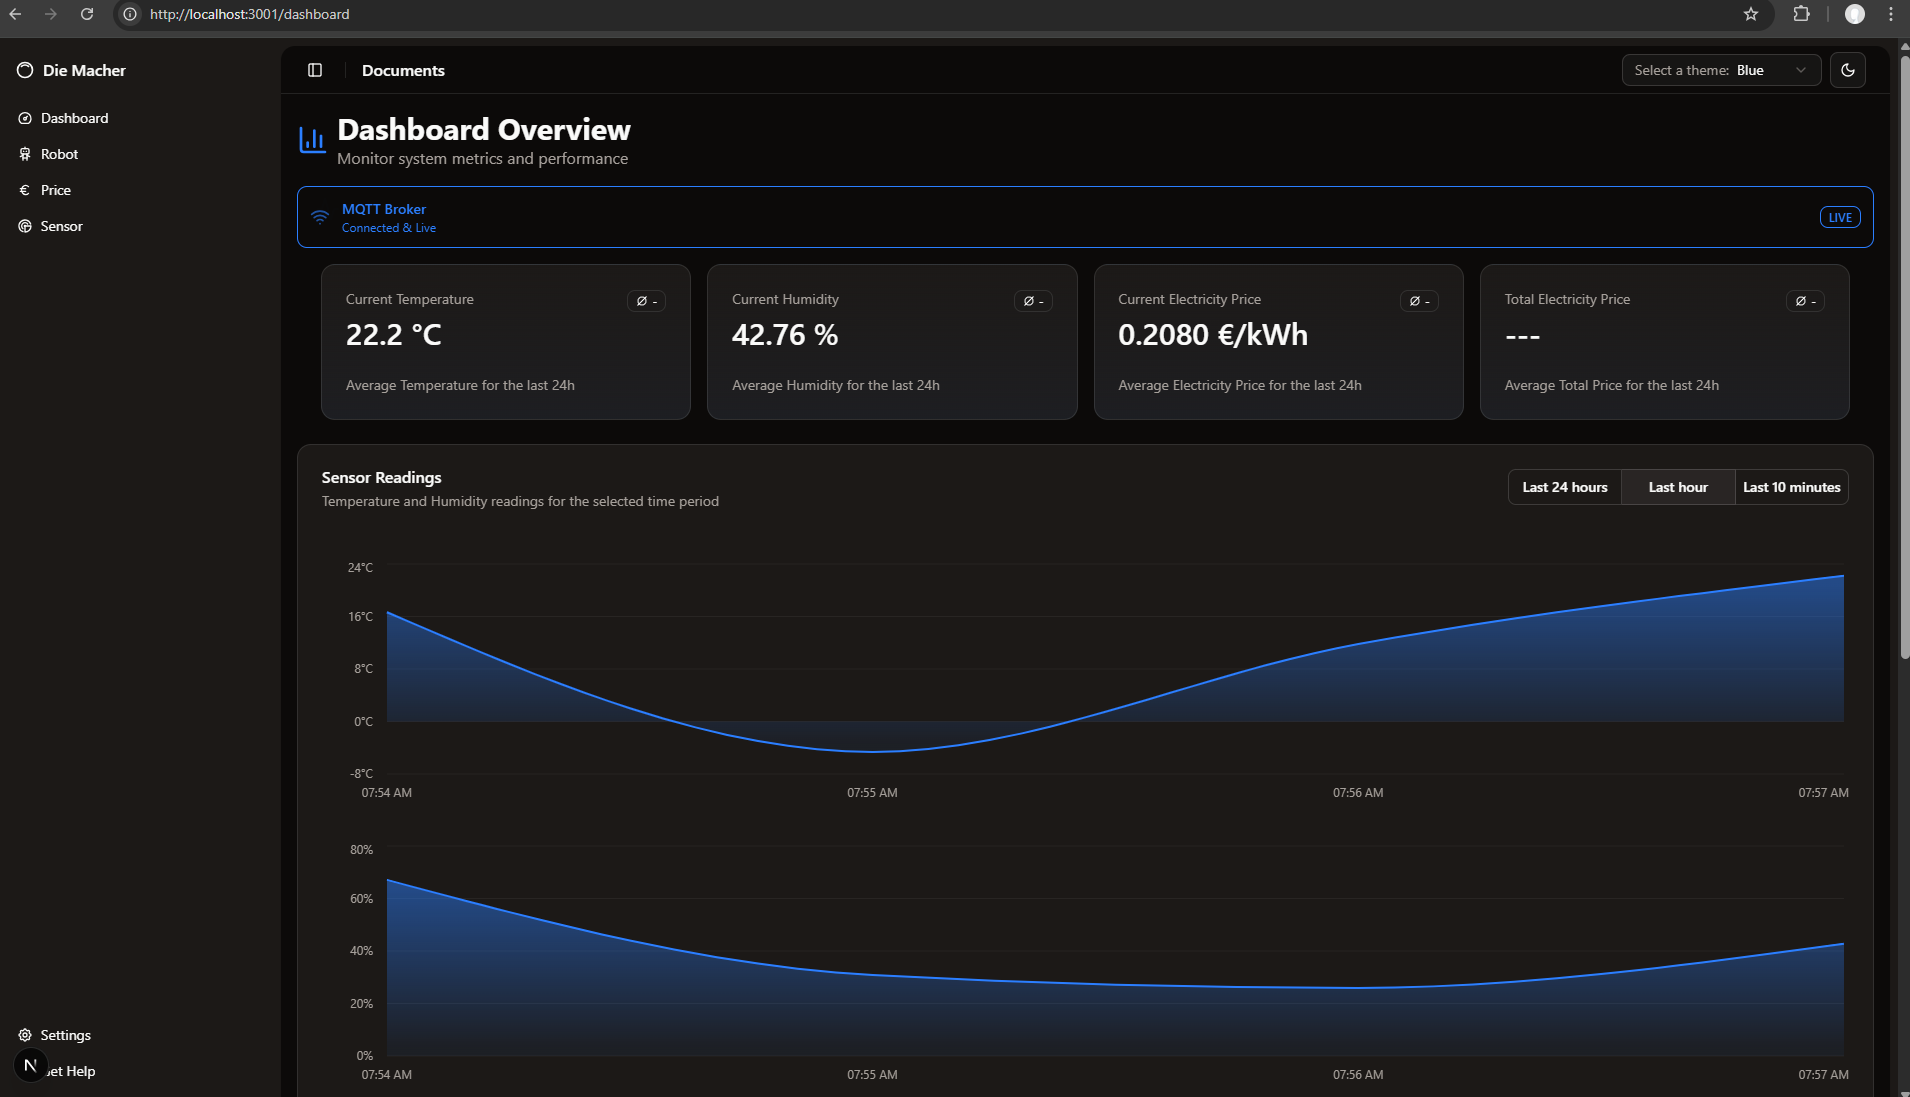 http://localhost:3001/dashboard
Die Macher
Dashboard
Robot
Price
Sensor
Settings
N
et Help
Documents
Select a theme: Blue
Dashboard Overview
Monitor system metrics and performance
MQTT Broker
Connected & Live
LIVE
Current Temperature
Ø -
22.2 °C
Average Temperature for the last 24h
Current Humidity
Ø -
42.76 %
Average Humidity for the last 24h
Current Electricity Price
Ø -
0.2080 €/kWh
Average Electricity Price for the last 24h
Total Electricity Price
Ø -
---
Average Total Price for the last 24h
Sensor Readings
Temperature and Humidity readings for the selected time period
Last 24 hours
Last hour
Last 10 minutes
24°C
16°C
8°C
0°C
-8°C
07:54 AM
07:55 AM
07:56 AM
07:57 AM
80%
60%
40%
20%
0%
07:54 AM
07:55 AM
07:56 AM
07:57 AM